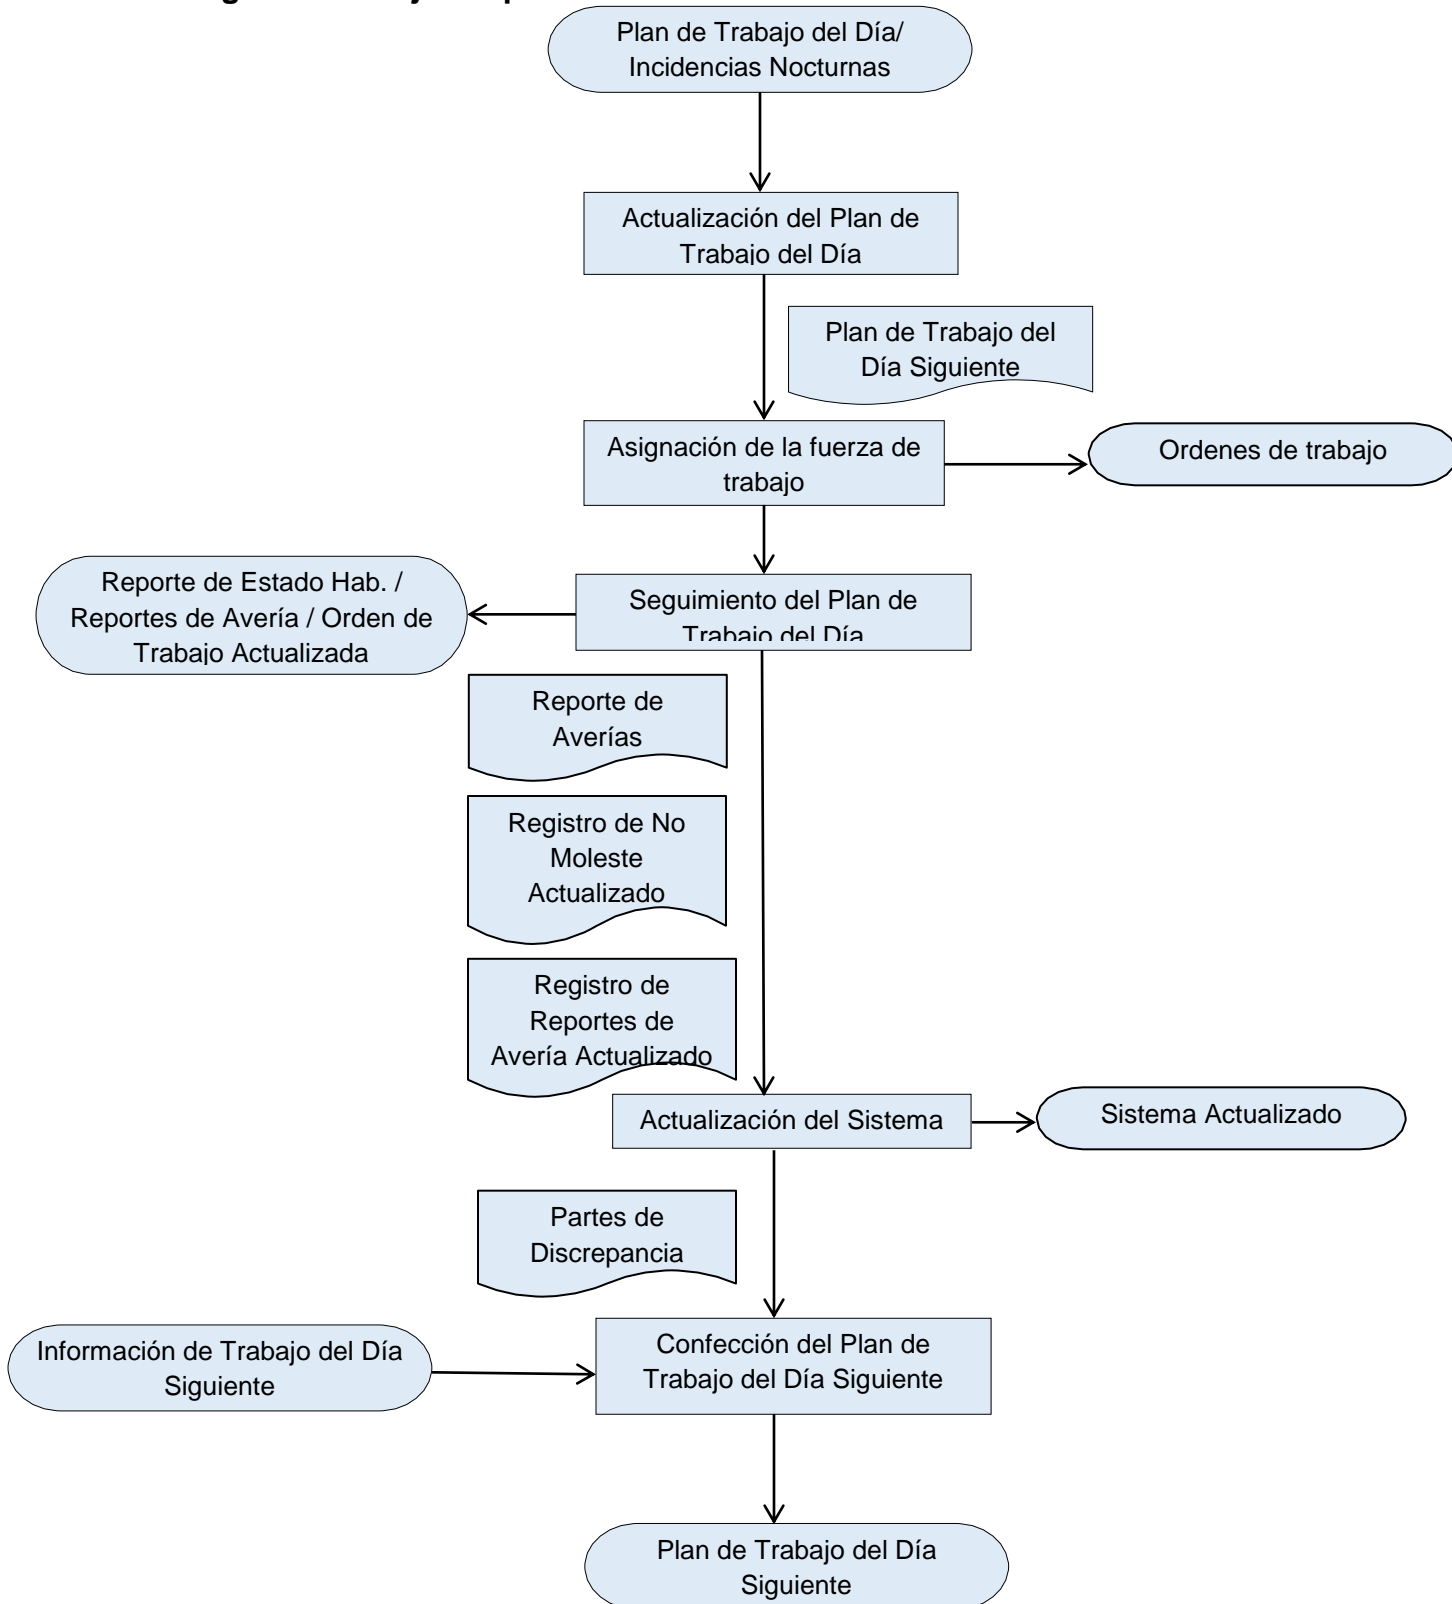 Plan de Trabajo del Día/
Incidencias Nocturnas
Actualización del Plan de
Trabajo del Día
Plan de Trabajo del
Día Siguiente
Asignación de la fuerza de
trabajo
Ordenes de trabajo
Reporte de Estado Hab. /
Reportes de Avería / Orden de
Trabajo Actualizada
Seguimiento del Plan de
Trabajo del Día
Reporte de
Averías
Registro de No
Moleste
Actualizado
Registro de
Reportes de
Avería Actualizado
Actualización del Sistema
Sistema Actualizado
Partes de
Discrepancia
Información de Trabajo del Día
Siguiente
Confección del Plan de
Trabajo del Día Siguiente
Plan de Trabajo del Día
Siguiente